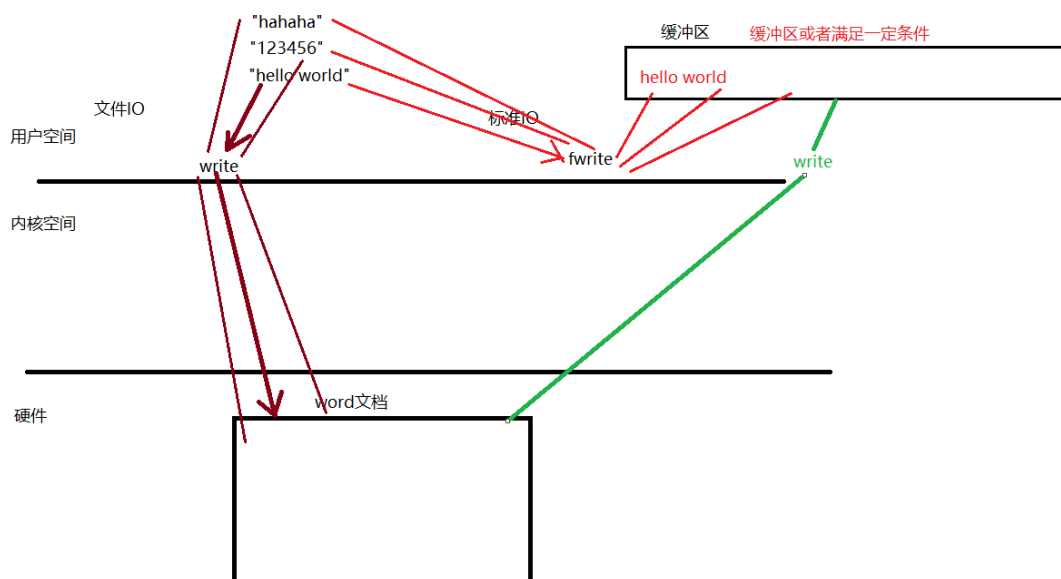 "hahaha"
"123456"
"hello world"
缓冲区
缓冲区或者满足一定条件
hello world
文件IO
标准IO
用户空间
write
fwrite
write
内核空间
word文档
硬件